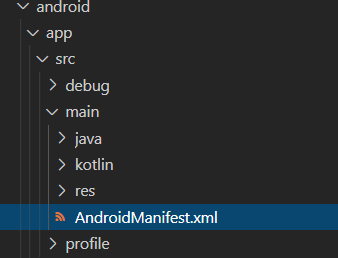 android
app
src
debug
main
java
kotlin
res
AndroidManifest.xml
profile